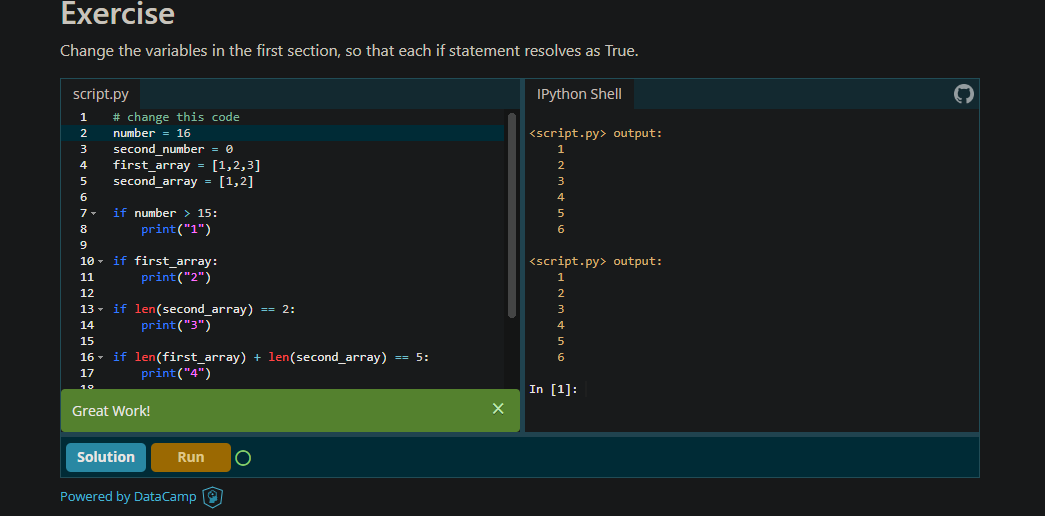 Exercise
Change the variables in the first section, so that each if statement resolves as True.
script.py
1 # change this code
2 number = 16
3 second_number = 0
4 first_array = [1,2,3]
5 second_array = [1,2]
6
7 if number > 15:
8     print("1")
9
10 if first_array:
11     print("2")
12
13 if len(second_array) == 2:
14     print("3")
15
16 if len(first_array) + len(second_array) == 5:
17     print("4")
18
Great Work!
Solution
Run
IPython Shell
<script.py> output:
1
2
3
4
5
6
<script.py> output:
1
2
3
4
5
6
In [1]:
Powered by DataCamp